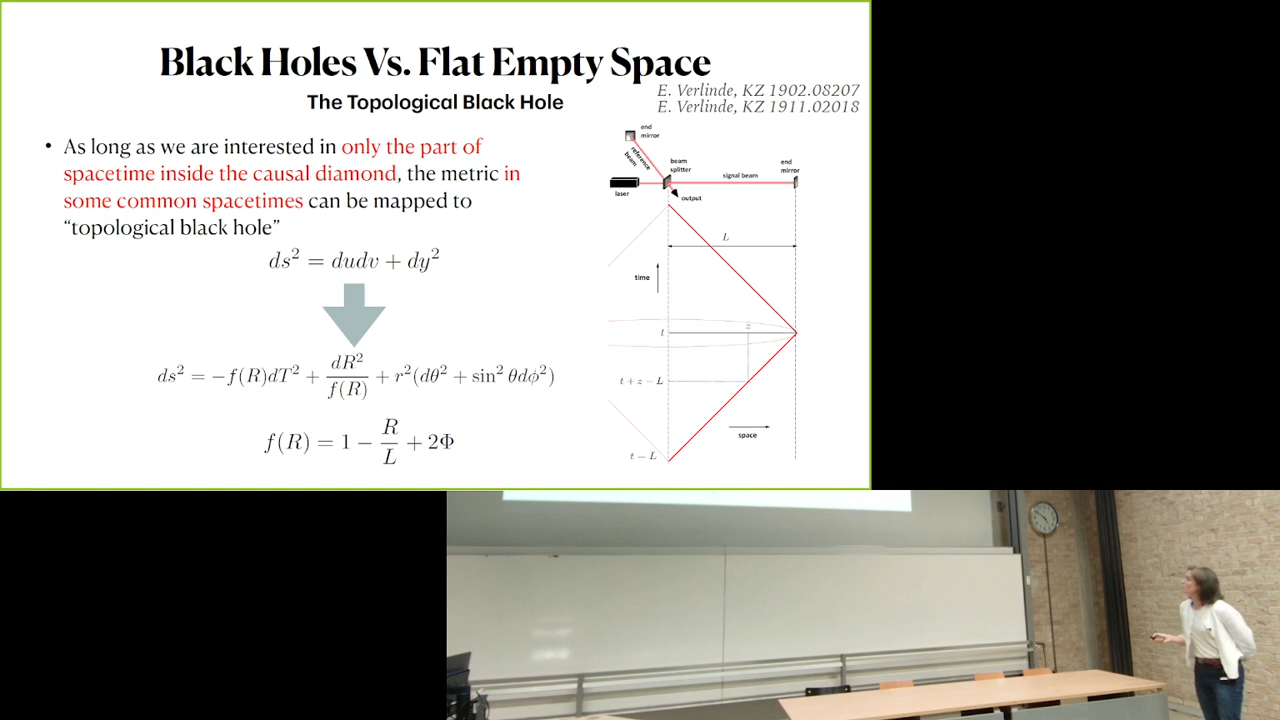 Black Holes Vs. Flat Empty Space
The Topological Black Hole
E. Verlinde, KZ 1902.08207
E. Verlinde, KZ 1911.02018
• As long as we are interested in only the part of
spacetime inside the causal diamond, the metric in
some common spacetimes can be mapped to
“topological black hole”
ds² = dudv + dy²
ds² = −f(R)dT² + dR²/f(R) + r²(dθ² + sin² θdϕ²)
f(R) = 1 − R/L + 2Φ
end
mirror
reference
beam
beam
splitter
end
mirror
signal beam
laser
output
L
time
z
t
t + z − L
space
t − L